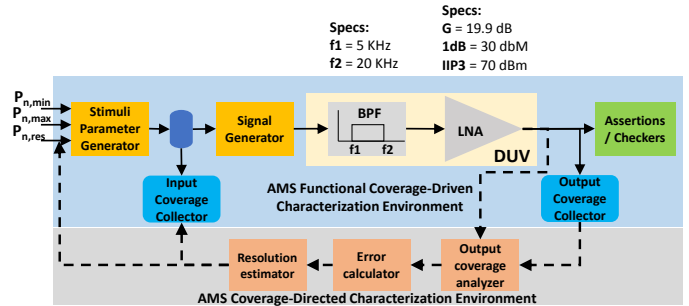 Specs:
f1 = 5 KHz
f2 = 20 KHz
Specs:
G = 19.9 dB
1dB = 30 dbM
IIP3 = 70 dBm
Pn,min
Pn,max
Pn,res
Stimuli
Parameter
Generator
Signal
Generator
BPF
f1 f2
LNA
DUV
Assertions
/ Checkers
Input
Coverage
Collector
AMS Functional Coverage-Driven
Characterization Environment
Output
Coverage
Collector
Resolution
estimator
Error
calculator
Output
coverage
analyzer
AMS Coverage-Directed Characterization Environment